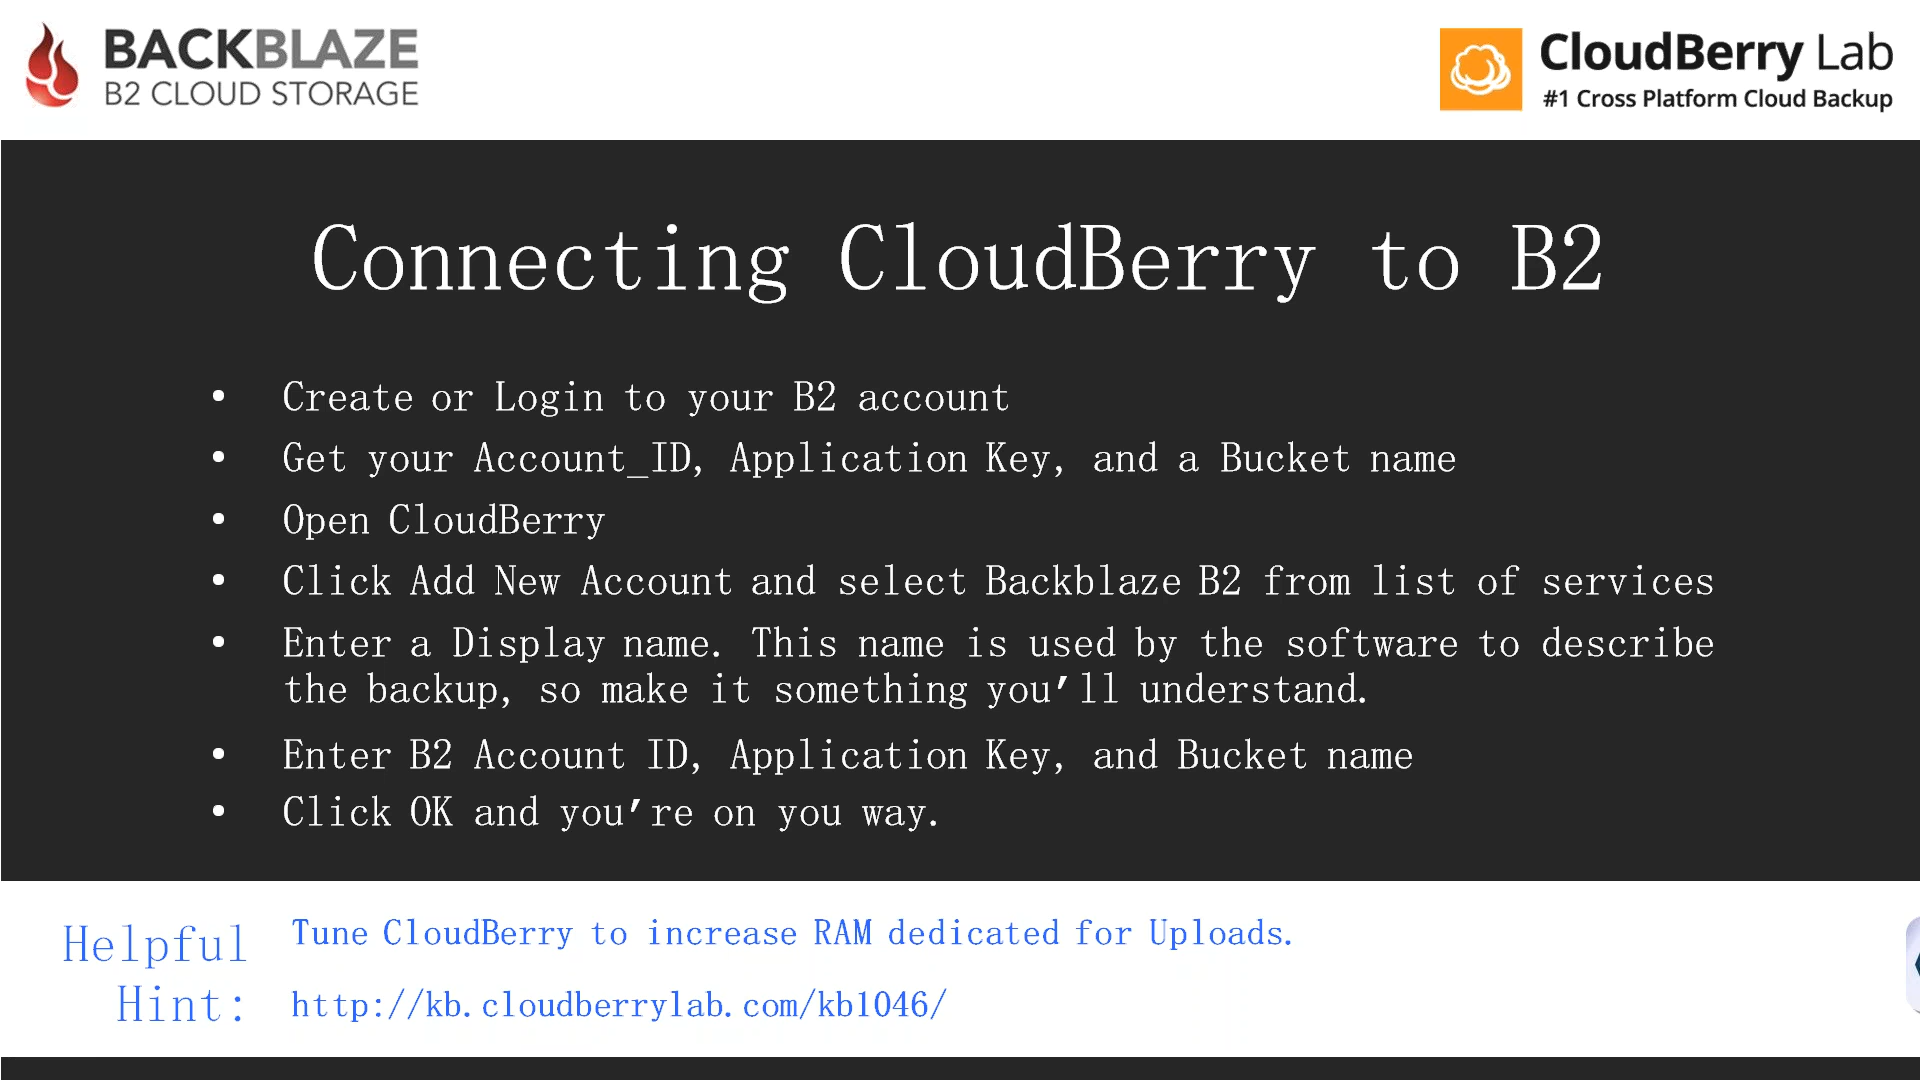 BACKBLAZE
B2 CLOUD STORAGE
CloudBerry Lab
#1 Cross Platform Cloud Backup
Connecting CloudBerry to B2
• Create or Login to your B2 account
• Get your Account_ID, Application Key, and a Bucket name
• Open CloudBerry
• Click Add New Account and select Backblaze B2 from list of services
• Enter a Display name. This name is used by the software to describe
the backup, so make it something you’ll understand.
• Enter B2 Account ID, Application Key, and Bucket name
• Click OK and you’re on you way.
Helpful
Hint:
Tune CloudBerry to increase RAM dedicated for Uploads.
http://kb.cloudberrylab.com/kb1046/